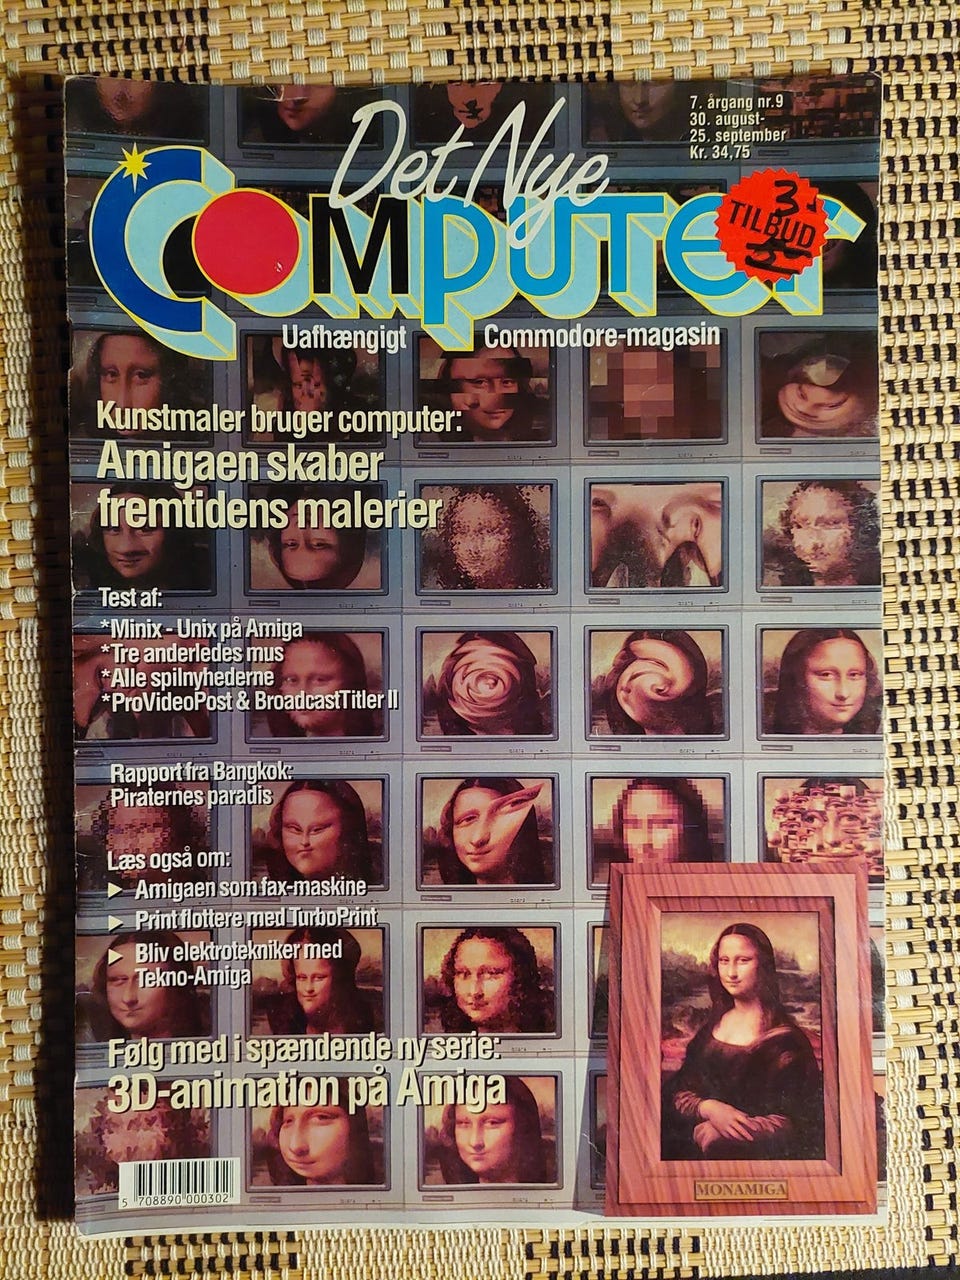 7. årgang nr.9
30. august-
25. september
Kr. 34,75
Det Nye
COMPUTER
3
TILBUD
Uafhængigt Commodore-magasin
Kunstmaler bruger computer:
Amigaen skaber
fremtidens malerier
Test af:
*Minix - Unix på Amiga
*Tre anderledes mus
*Alle spilnyhederne
*ProVideoPost & BroadcastTitler II
Rapport fra Bangkok:
Piraternes paradis
Læs også om:
Amigaen som fax-maskine
Print flottere med TurboPrint
Bliv elektrotekniker med
Tekno-Amiga
Følg med i spændende ny serie:
3D-animation på Amiga
5 708890 000302
MONAMIGA